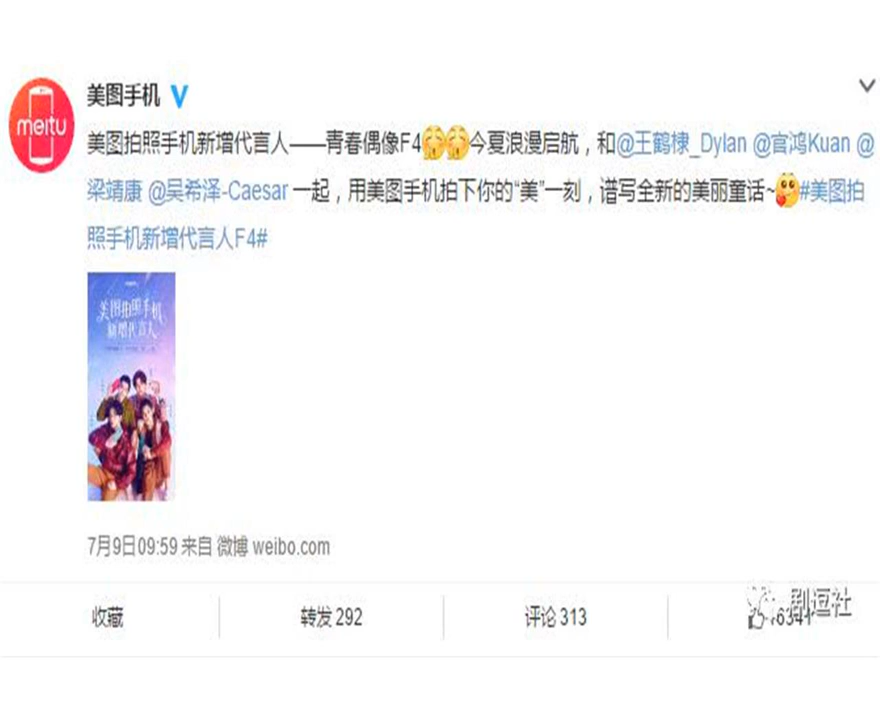 meitu
美图手机
美图拍照手机新增代言人——青春偶像F4今夏浪漫启航，和@王鹤棣_Dylan @官鸿Kuan @
梁靖康 @吴希泽-Caesar 一起，用美图手机拍下你的“美”一刻，谱写全新的美丽童话~#美图拍
照手机新增代言人F4#
美图拍照手机
新增代言人
7月9日09:59 来自 微博 weibo.com
收藏
转发 292
评论 313
剧逗社